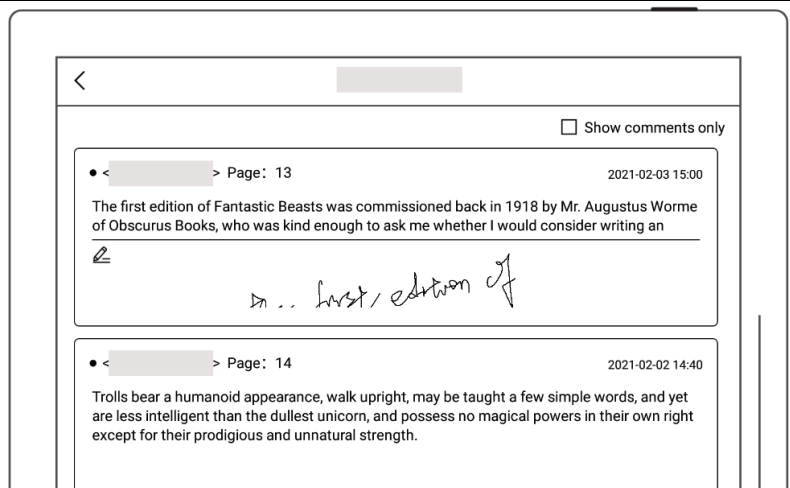 Show comments only
• < > Page: 13
2021-02-03 15:00
The first edition of Fantastic Beasts was commissioned back in 1918 by Mr. Augustus Worme
of Obscurus Books, who was kind enough to ask me whether I would consider writing an
.. first, edition of
• < > Page: 14
2021-02-02 14:40
Trolls bear a humanoid appearance, walk upright, may be taught a few simple words, and yet
are less intelligent than the dullest unicorn, and possess no magical powers in their own right
except for their prodigious and unnatural strength.